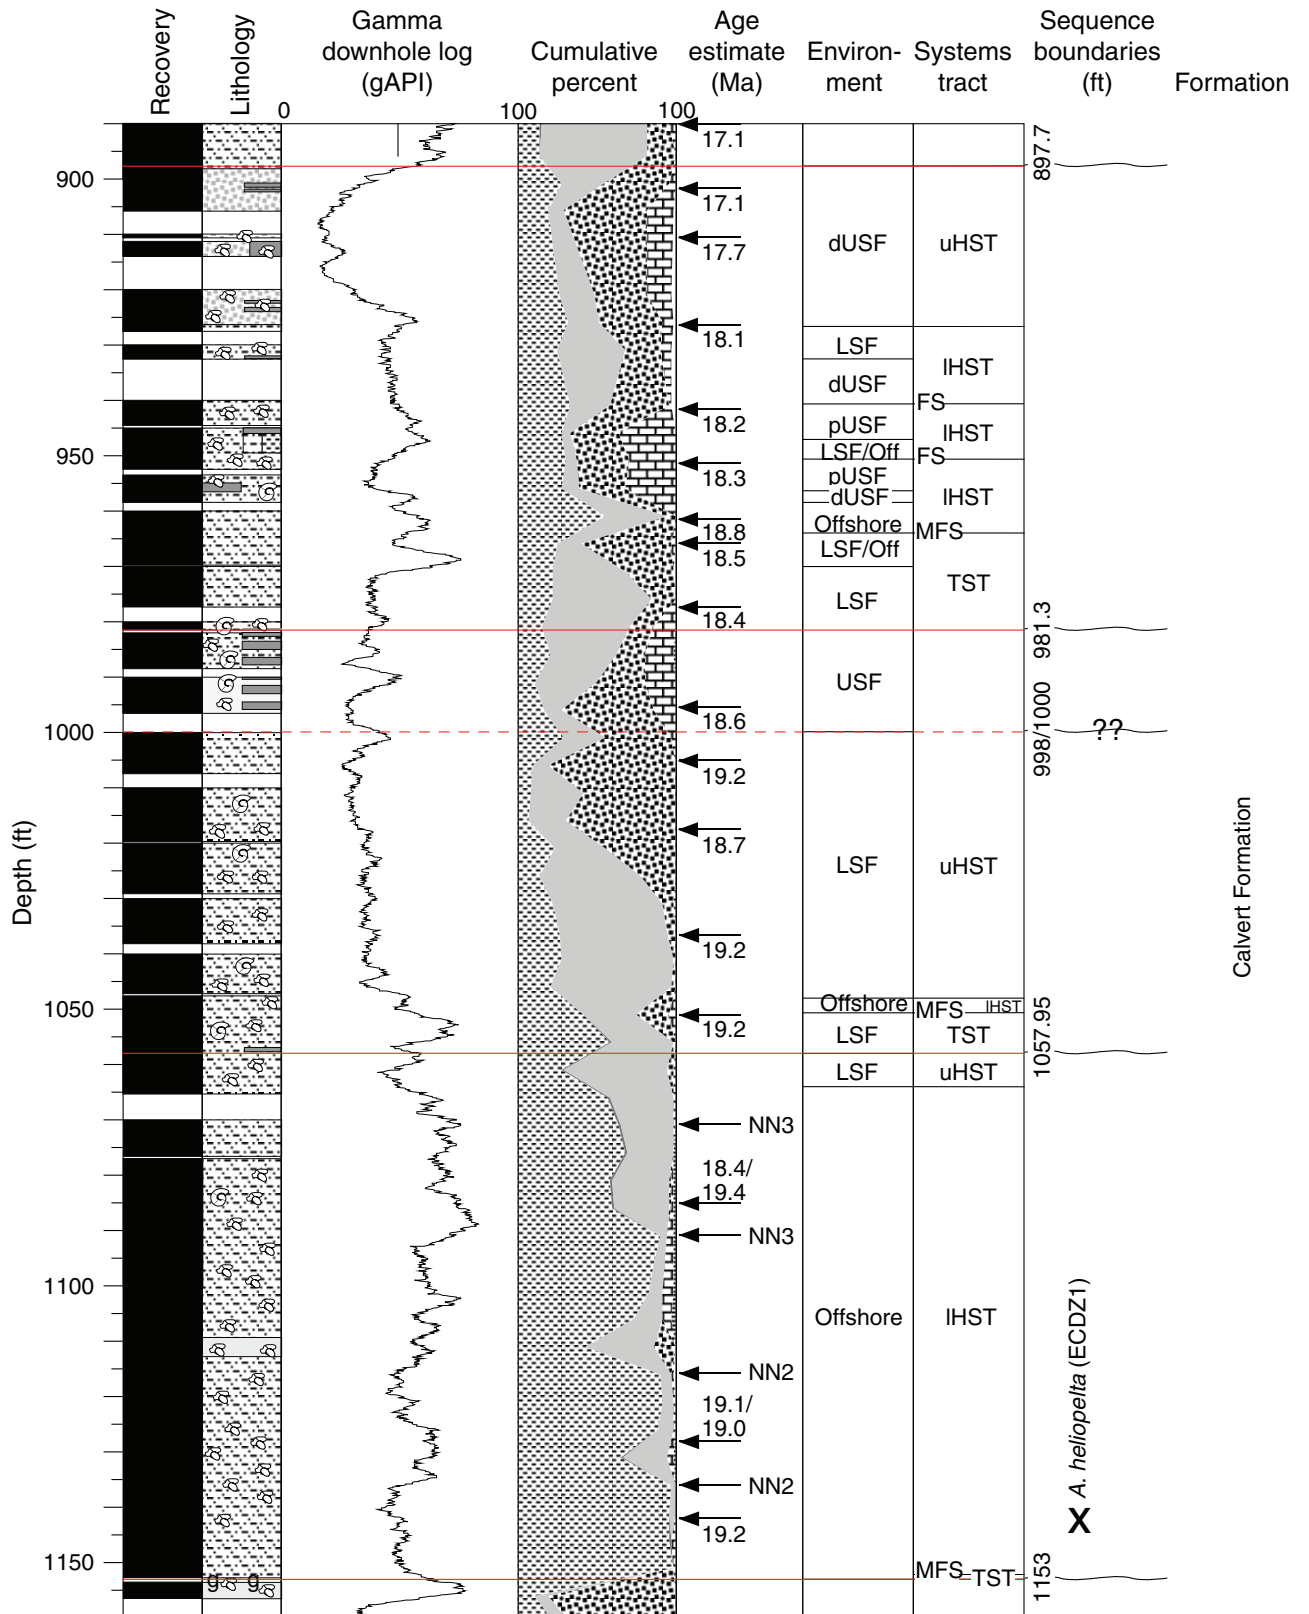 Recovery
Lithology
Gamma
downhole log
(gAPI)
Cumulative
percent
Age
estimate
(Ma)
Environ-
ment
Systems
tract
Sequence
boundaries
(ft)
Formation
0
100
100
Depth (ft)
900
950
1000
1050
1100
1150
17.1
17.1
17.7
18.1
18.2
18.3
18.8
18.5
18.4
18.6
19.2
18.7
19.2
19.2
NN3
18.4/
19.4
NN3
NN2
19.1/
19.0
NN2
19.2
dUSF
LSF
dUSF
pUSF
LSF/Off
pUSF
dUSF
Offshore
LSF/Off
LSF
USF
LSF
Offshore
LSF
LSF
Offshore
uHST
lHST
FS
lHST
FS
lHST
MFS
TST
uHST
MFS
lHST
TST
uHST
lHST
MFS
TST
897.7
981.3
998/1000
??
1057.95
1153
Calvert Formation
X A. heliopelta (ECDZ1)
g g